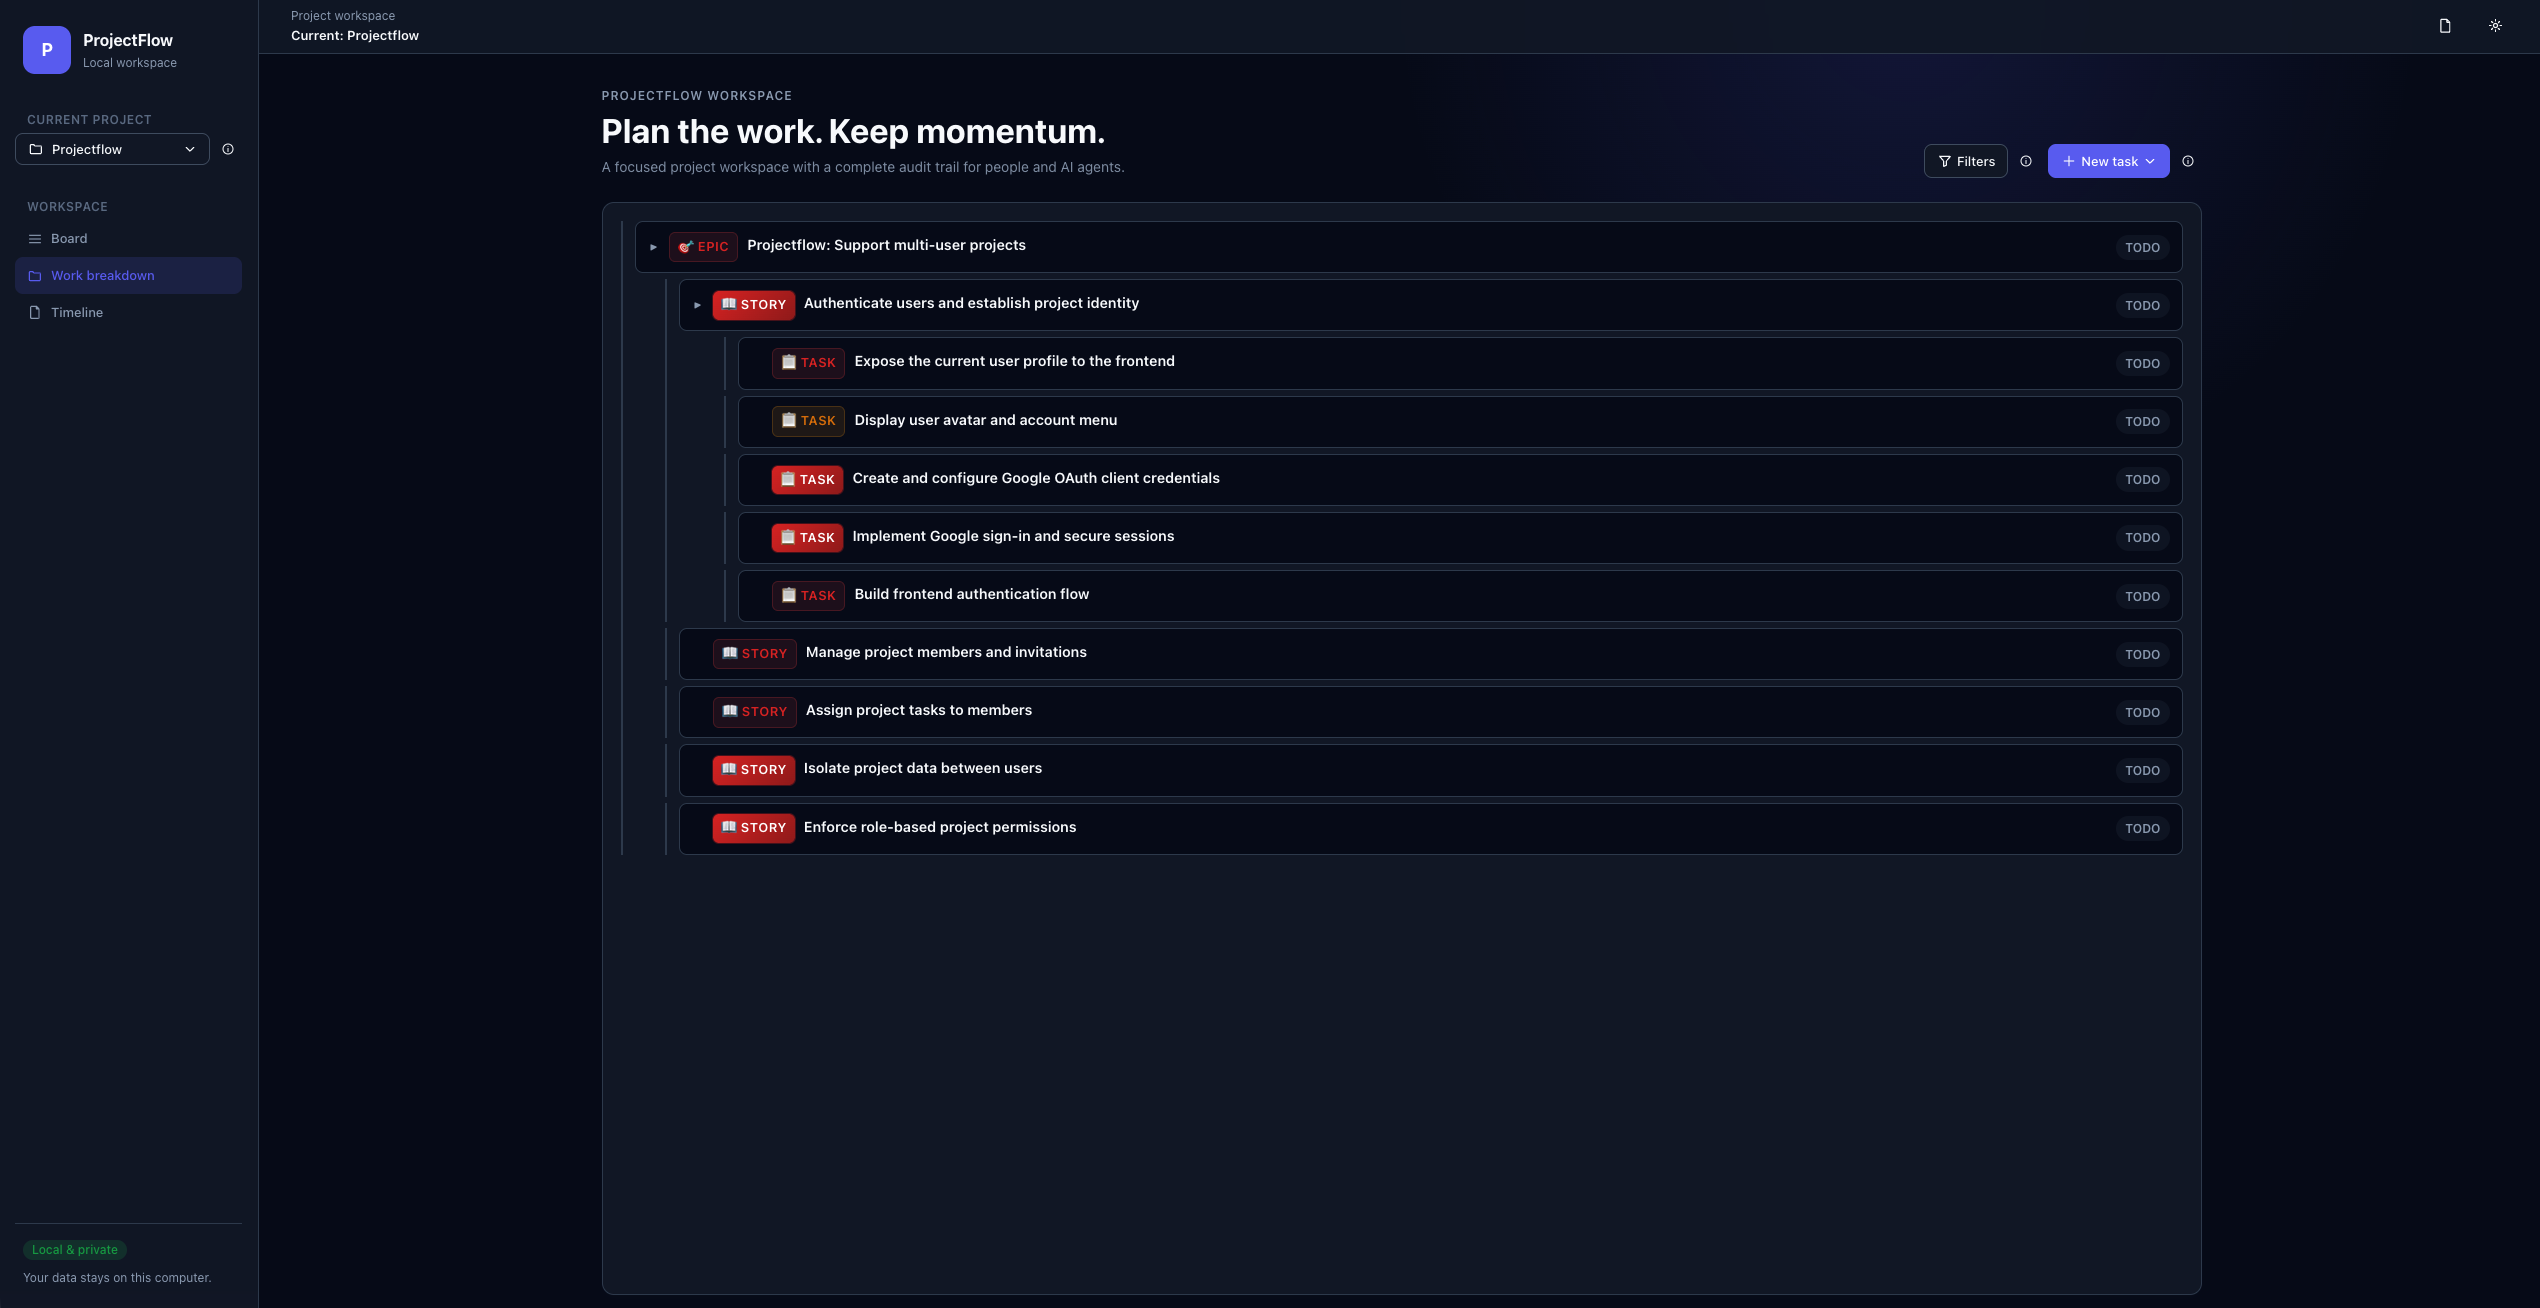 P
ProjectFlow
Local workspace
CURRENT PROJECT
Projectflow
WORKSPACE
Board
Work breakdown
Timeline
Local & private
Your data stays on this computer.
Project workspace
Current: Projectflow
PROJECTFLOW WORKSPACE
Plan the work. Keep momentum.
A focused project workspace with a complete audit trail for people and AI agents.
Filters
New task
EPIC Projectflow: Support multi-user projects TODO
STORY Authenticate users and establish project identity TODO
TASK Expose the current user profile to the frontend TODO
TASK Display user avatar and account menu TODO
TASK Create and configure Google OAuth client credentials TODO
TASK Implement Google sign-in and secure sessions TODO
TASK Build frontend authentication flow TODO
STORY Manage project members and invitations TODO
STORY Assign project tasks to members TODO
STORY Isolate project data between users TODO
STORY Enforce role-based project permissions TODO